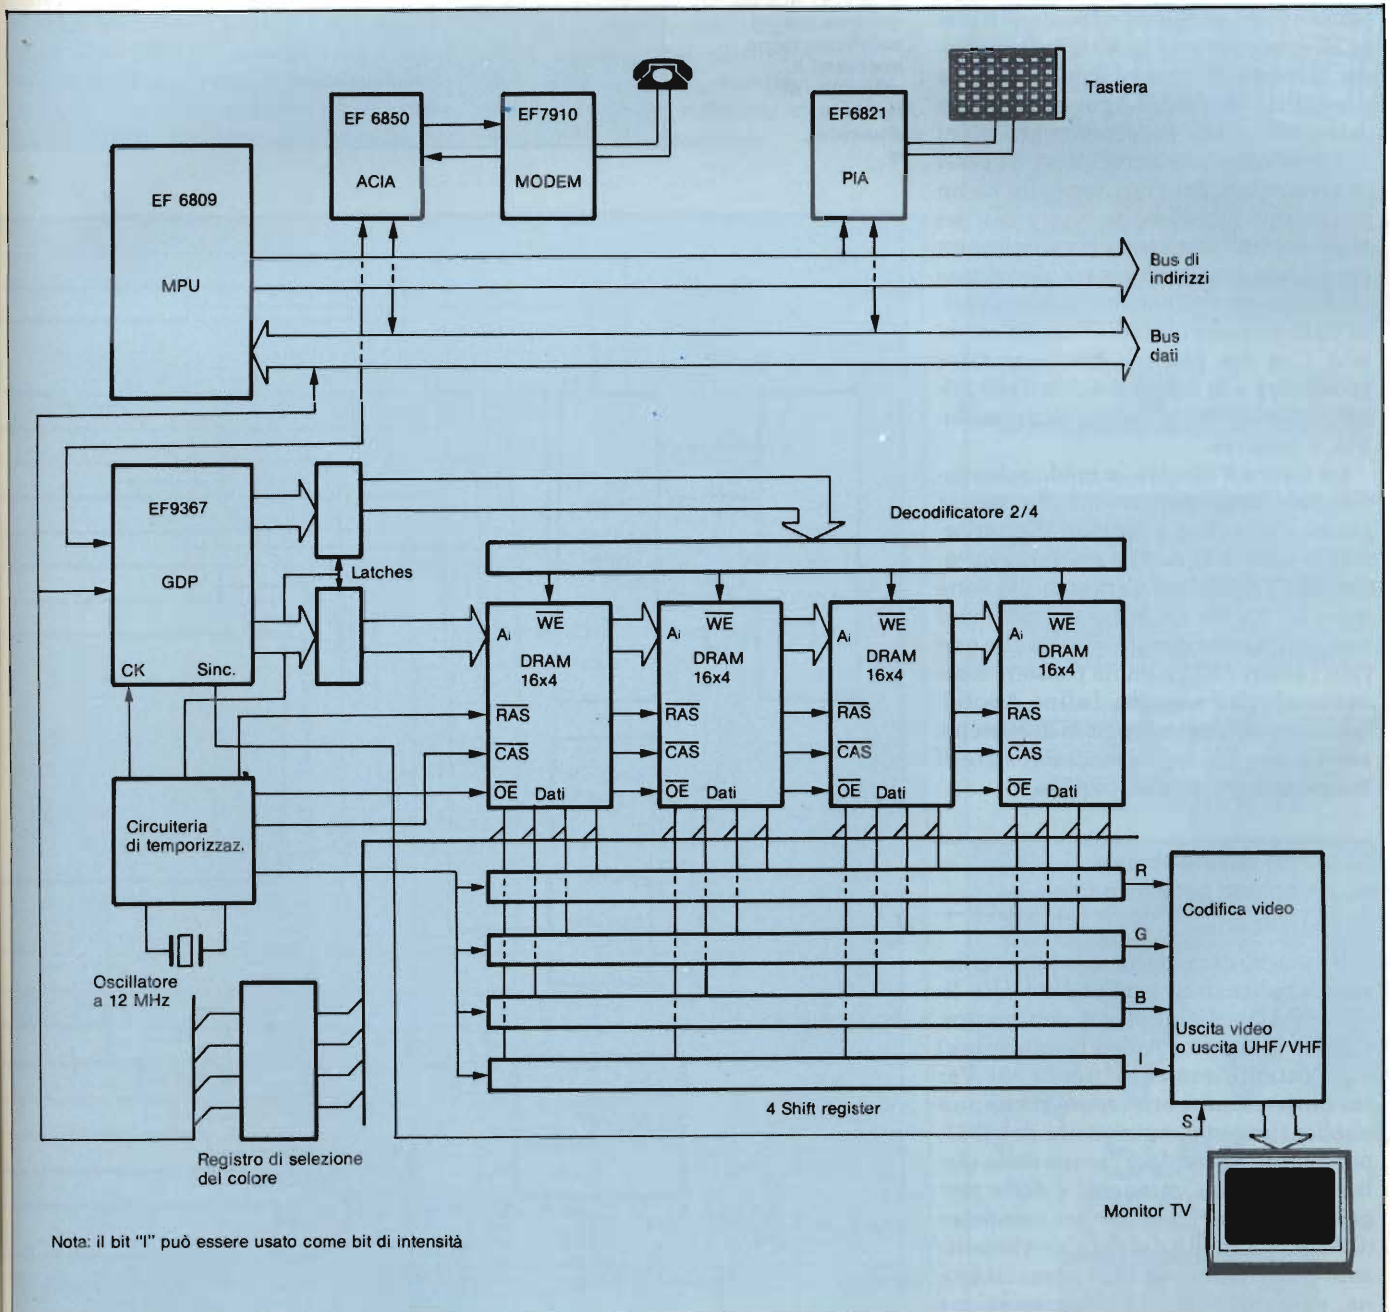 Tastiera
EF 6850
ACIA
EF7910
MODEM
EF6821
PIA
EF 6809
MPU
Bus di
indirizzi
Bus
dati
EF9367
GDP
CK
Sinc.
Latches
Decodificatore 2/4
Ai
WE
DRAM
16x4
RAS
CAS
OE
Dati
Ai
WE
DRAM
16x4
RAS
CAS
OE
Dati
Ai
WE
DRAM
16x4
RAS
CAS
OE
Dati
Ai
WE
DRAM
16x4
RAS
CAS
OE
Dati
Circuiteria
di temporizzaz.
Oscillatore
a 12 MHz
R
G
B
I
Codifica video
Uscita video
o uscita UHF/VHF
4 Shift register
S
Registro di selezione
del colore
Monitor TV
Nota: il bit "I" può essere usato come bit di intensità